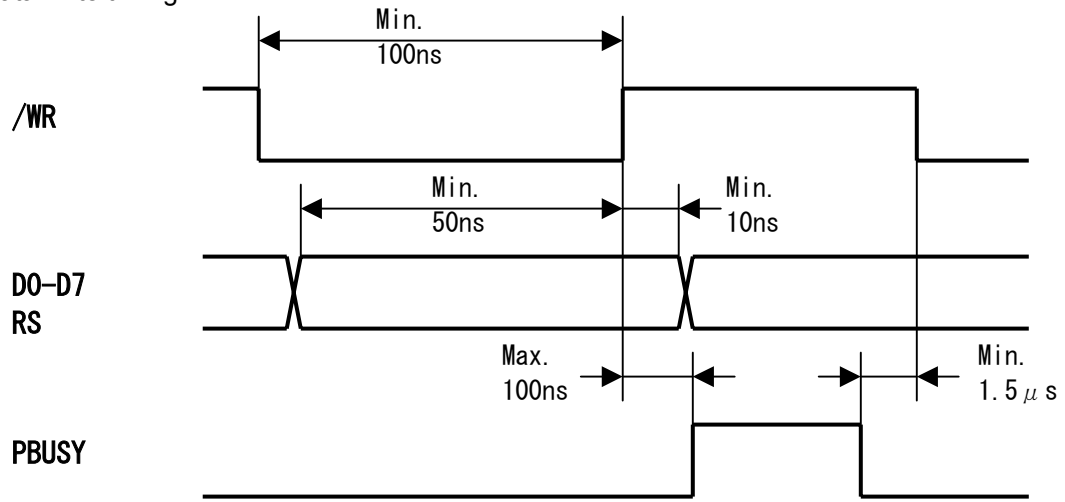 Min.
100ns
/WR
Min.
50ns
Min.
10ns
D0-D7
RS
Max.
100ns
Min.
1.5μs
PBUSY